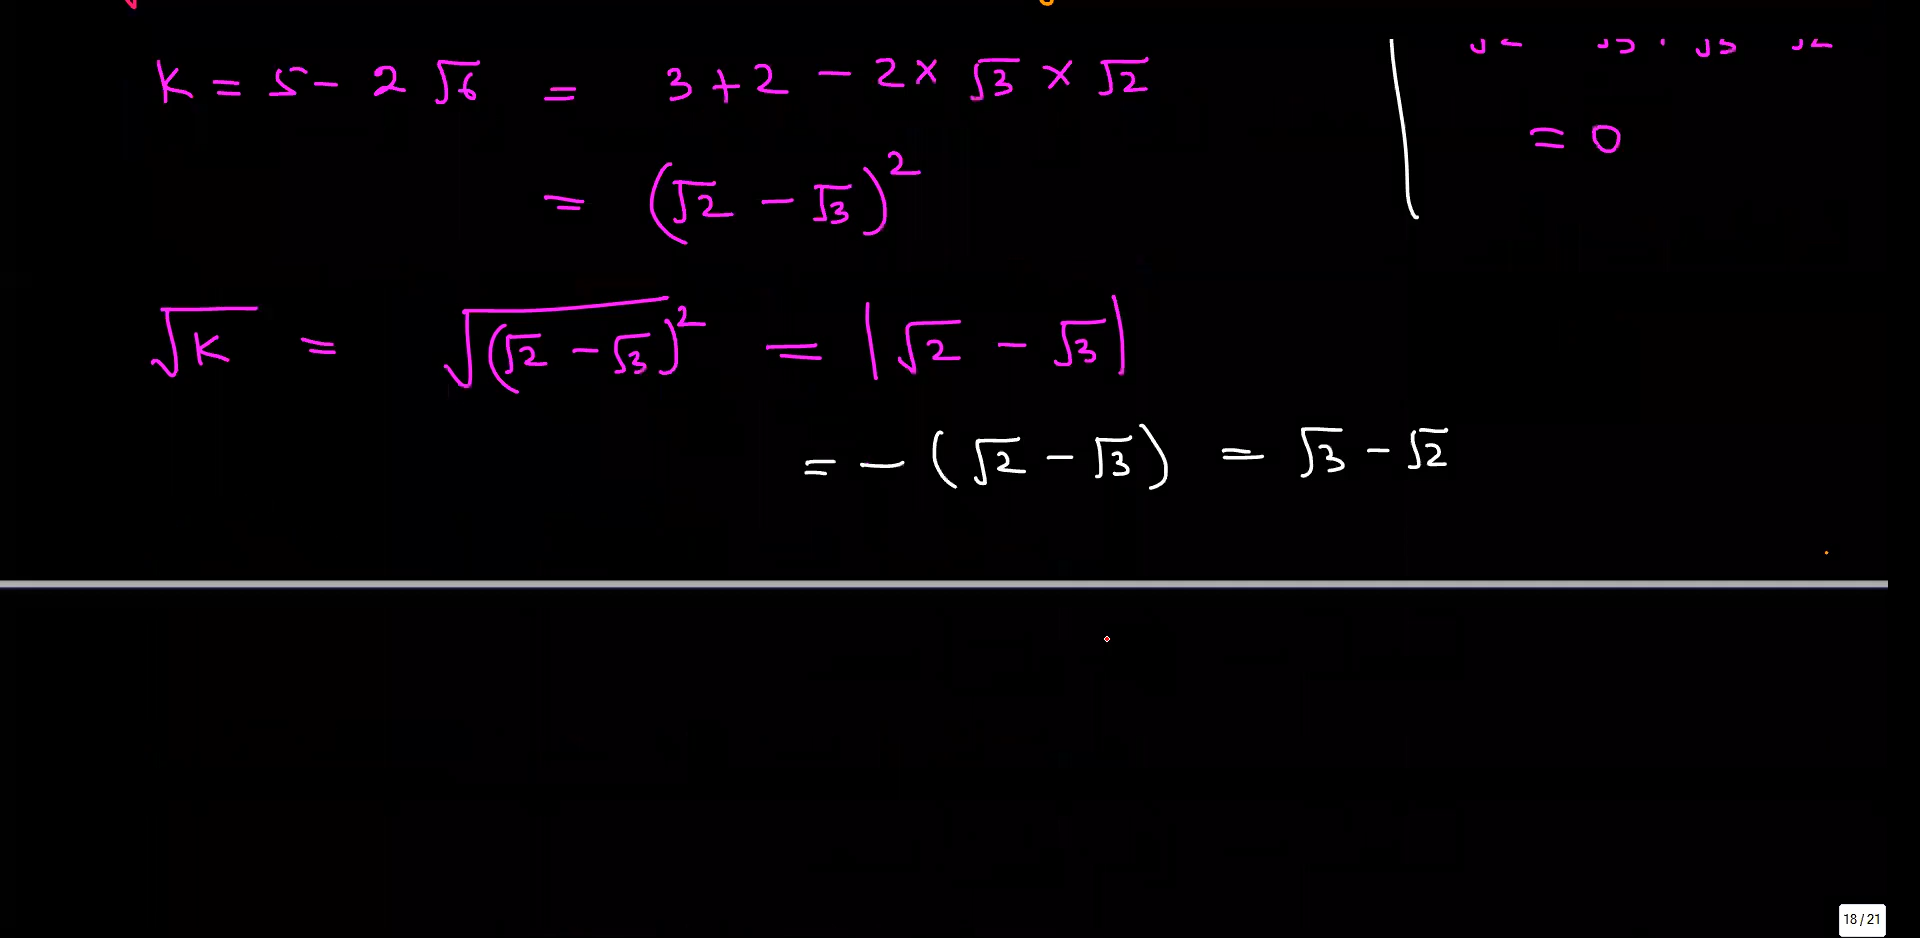 K = 5 - 2 √6 = 3 + 2 - 2 × √3 × √2
= (√2 - √3)²
√K = √(√2 - √3)² = |√2 - √3|
= - (√2 - √3) = √3 - √2
= 0
18 / 21